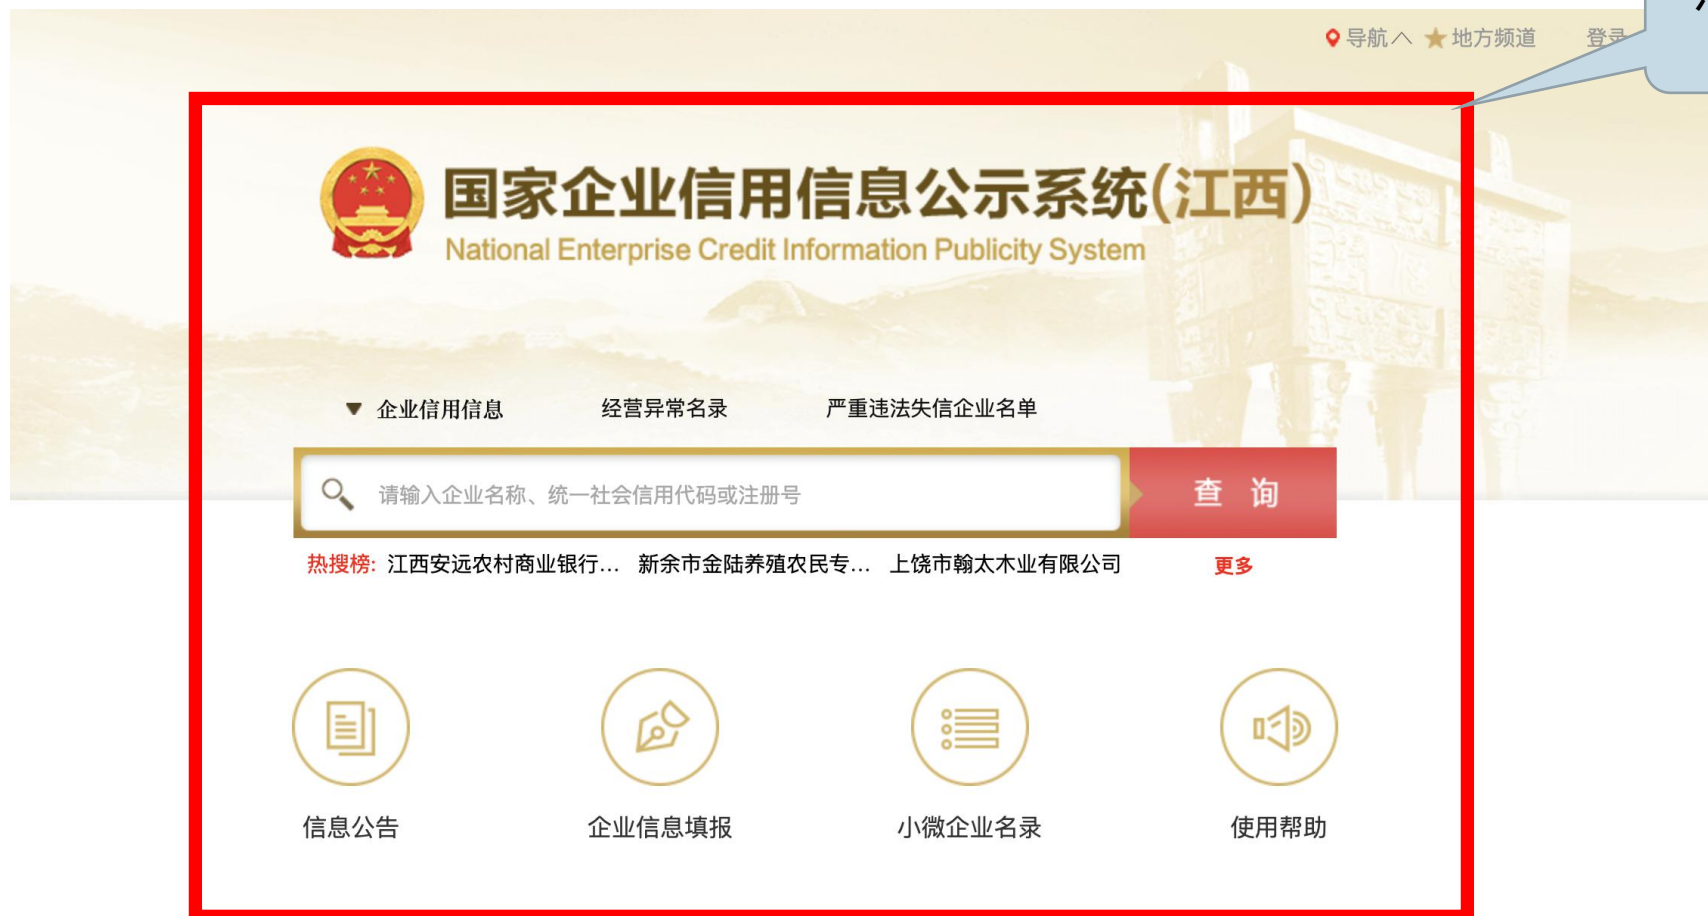 导航 地方频道 登录
国家企业信用信息公示系统(江西)
National Enterprise Credit Information Publicity System
企业信用信息 经营异常名录 严重违法失信企业名单
请输入企业名称、统一社会信用代码或注册号 查 询
热搜榜: 江西安远农村商业银行... 新余市金陆养殖农民专... 上饶市翰太木业有限公司 更多
信息公告 企业信息填报 小微企业名录 使用帮助